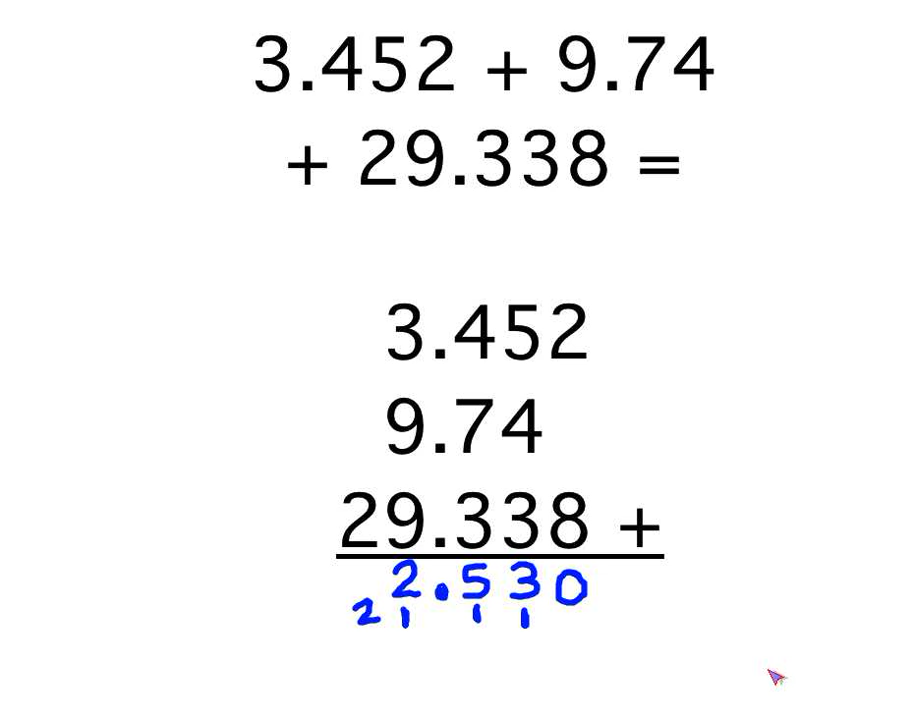 3.452 + 9.74
+ 29.338 =
3.452
9.74
29.338 +
2.530
2 1 1 1